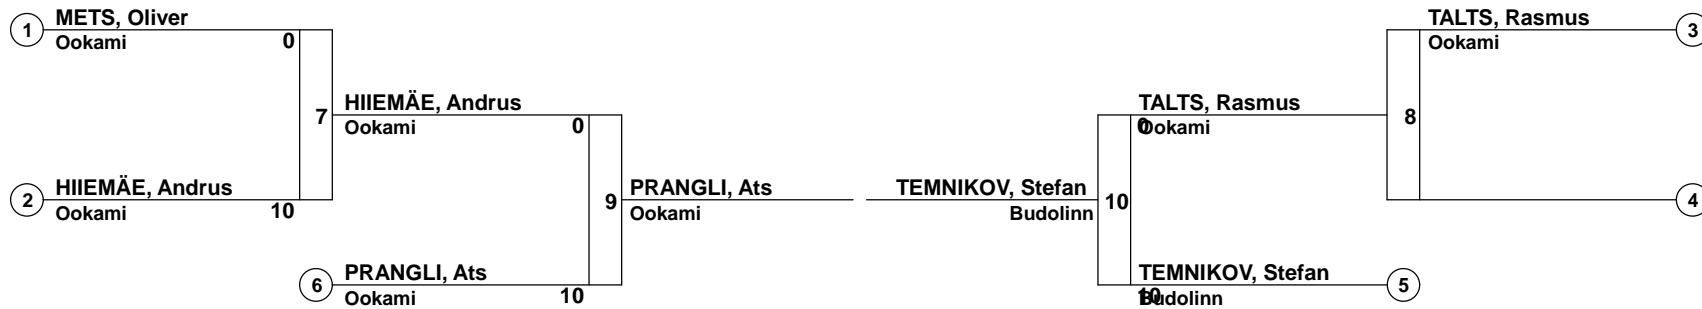 1
METS, Oliver
Ookami
0
2
HIIEMÄE, Andrus
Ookami
10
7
HIIEMÄE, Andrus
Ookami
0
6
PRANGLI, Ats
Ookami
10
9
PRANGLI, Ats
Ookami
TEMNIKOV, Stefan
Budolinn
10
TALTS, Rasmus
Ookami
0
TEMNIKOV, Stefan
Budolinn
10
5
8
TALTS, Rasmus
Ookami
3
4